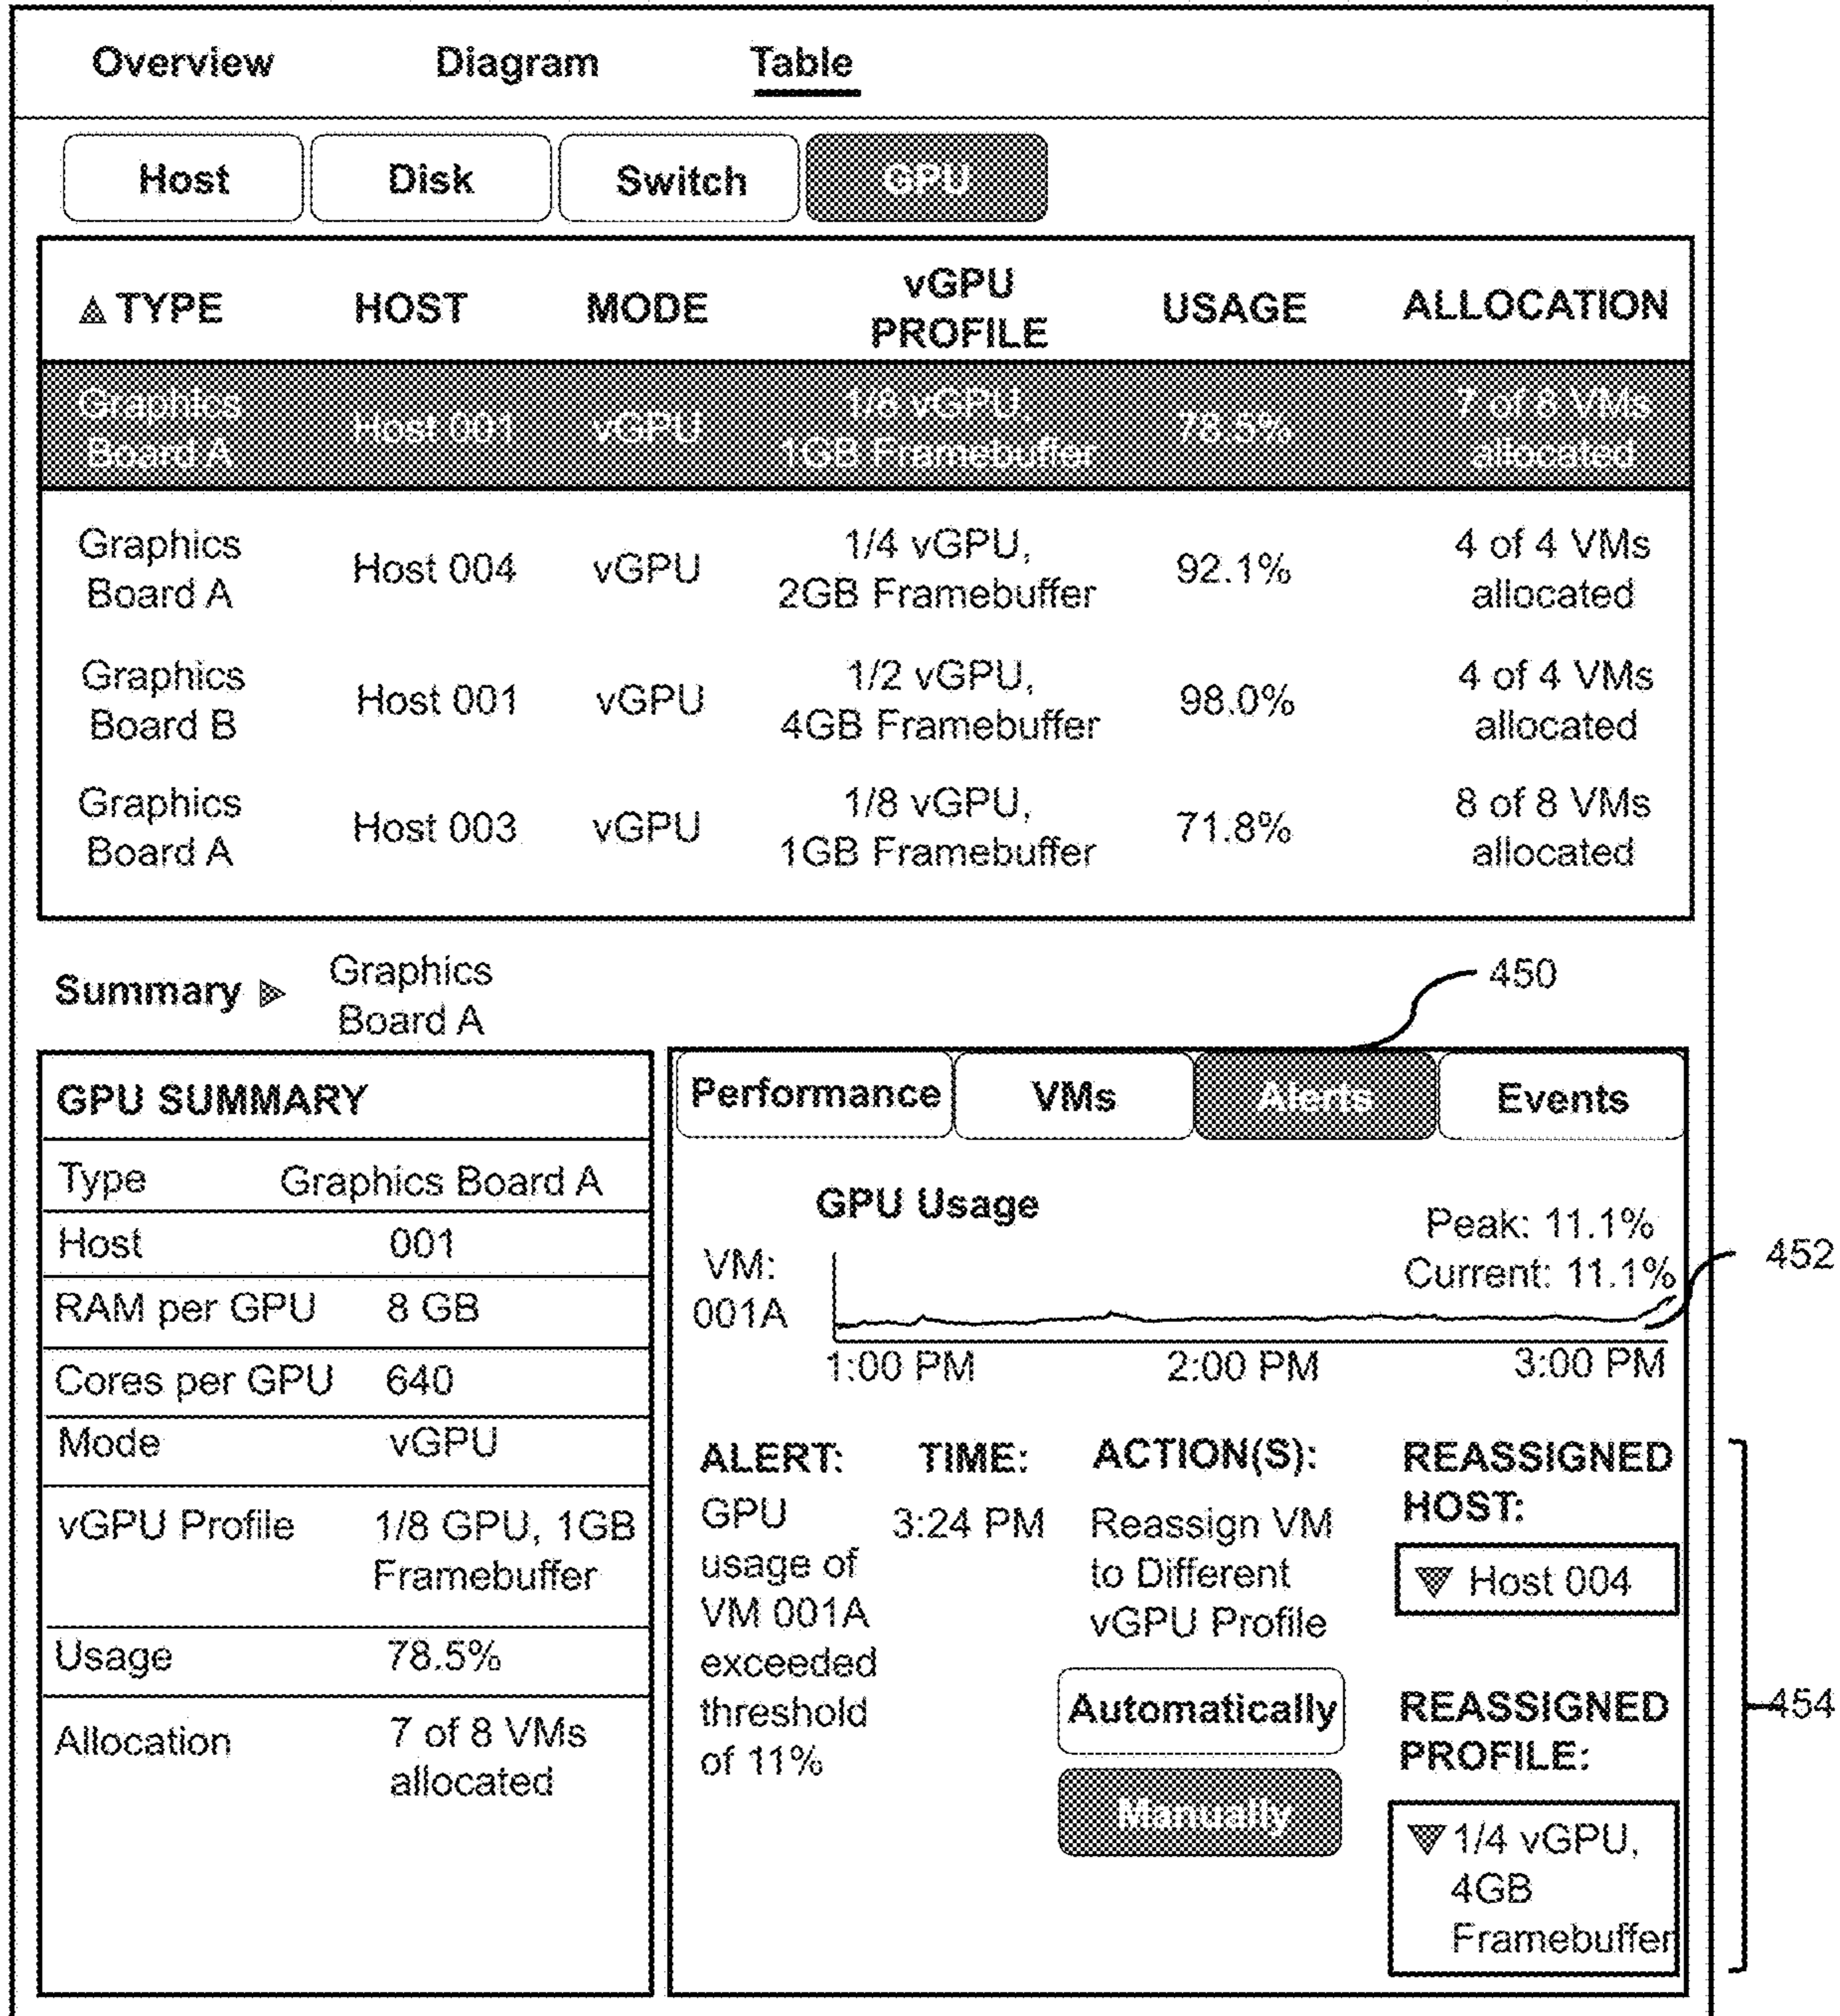 Overview Diagram Table
Host Disk Switch GPU
TYPE HOST MODE vGPU PROFILE USAGE ALLOCATION
Graphics Board A Host 001 vGPU 1/8 vGPU, 1GB Framebuffer 78.5% 7 of 8 VMs allocated
Graphics Board A Host 004 vGPU 1/4 vGPU, 2GB Framebuffer 92.1% 4 of 4 VMs allocated
Graphics Board B Host 001 vGPU 1/2 vGPU, 4GB Framebuffer 98.0% 4 of 4 VMs allocated
Graphics Board A Host 003 vGPU 1/8 vGPU, 1GB Framebuffer 71.8% 8 of 8 VMs allocated
Summary Graphics Board A
450
GPU SUMMARY
Type Graphics Board A
Host 001
RAM per GPU 8 GB
Cores per GPU 640
Mode vGPU
vGPU Profile 1/8 GPU, 1GB
Framebuffer
Usage 78.5%
Allocation 7 of 8 VMs
allocated
Performance VMs Alerts Events
GPU Usage
Peak: 11.1%
Current: 11.1%
452
VM:
001A
1:00 PM 2:00 PM 3:00 PM
ALERT:
GPU
usage of
VM 001A
exceeded
threshold
of 11%
TIME:
3:24 PM
ACTION(S):
Reassign VM
to Different
vGPU Profile
Automatically
Manually
REASSIGNED
HOST:
Host 004
REASSIGNED
PROFILE:
1/4 vGPU,
4GB
Framebuffer
454